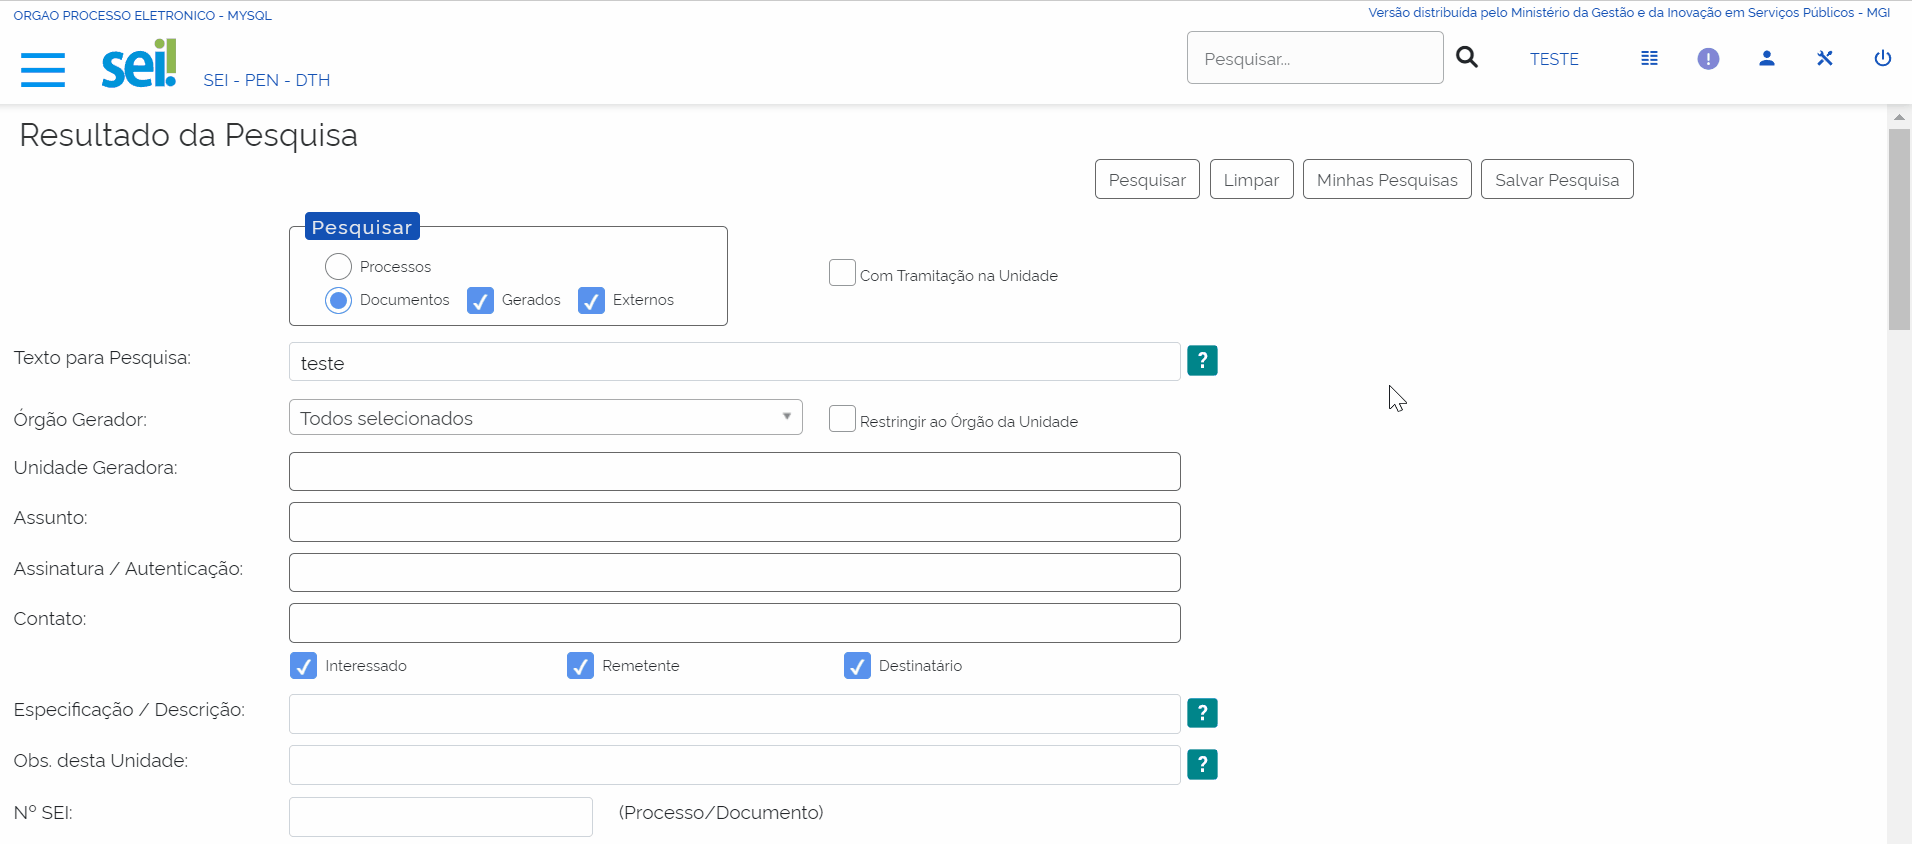 ORGAO PROCESSO ELETRONICO - MYSQL
Versão distribuída pelo Ministério da Gestão e da Inovação em Serviços Públicos - MGI
sei!
SEI - PEN - DTH
Pesquisar...
TESTE
!
Resultado da Pesquisa
Pesquisar
Limpar
Minhas Pesquisas
Salvar Pesquisa
Pesquisar
Processos
Documentos
Gerados
Externos
Com Tramitação na Unidade
Texto para Pesquisa:
teste
?
Órgão Gerador:
Todos selecionados
Restringir ao Órgão da Unidade
Unidade Geradora:
Assunto:
Assinatura / Autenticação:
Contato:
Interessado
Remetente
Destinatário
Especificação / Descrição:
?
Obs. desta Unidade:
?
Nº SEI:
(Processo/Documento)